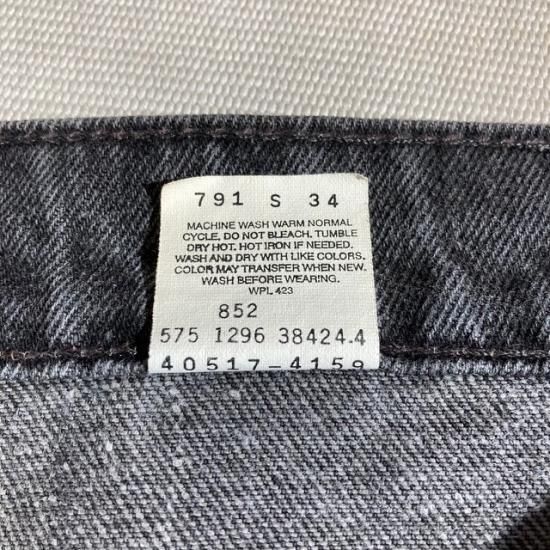 791 S 34
MACHINE WASH WARM NORMAL
CYCLE. DO NOT BLEACH. TUMBLE
DRY HOT. HOT IRON IF NEEDED.
WASH AND DRY WITH LIKE COLORS.
COLOR MAY TRANSFER WHEN NEW.
WASH BEFORE WEARING.
WPL 423
852
575 1296 38424.4
40517-4159